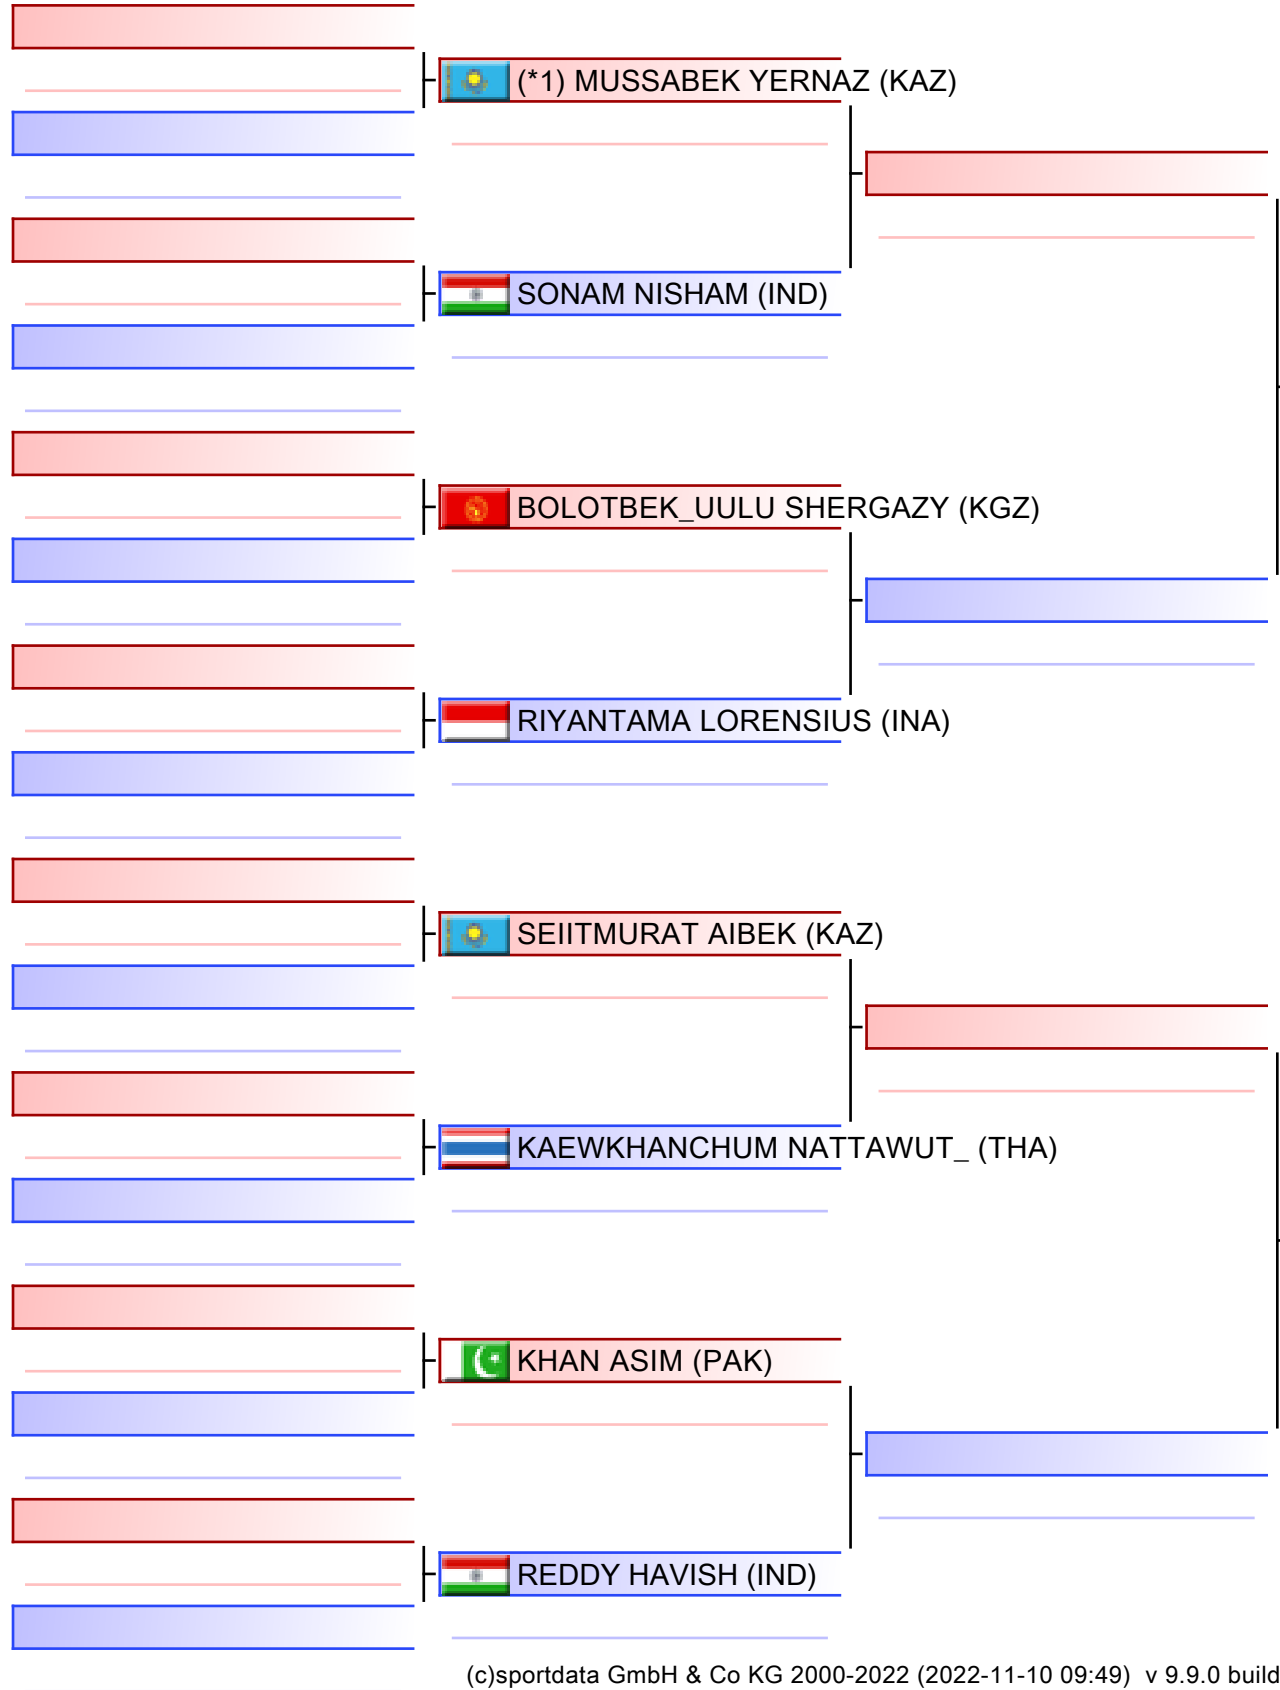 (*1) MUSSABEK YERNAZ (KAZ)
SONAM NISHAM (IND)
BOLOTBEK_UULU SHERGAZY (KGZ)
RIYANTAMA LORENSIUS (INA)
SEIITMURAT AIBEK (KAZ)
KAEWKHANCHUM NATTAWUT_ (THA)
KHAN ASIM (PAK)
REDDY HAVISH (IND)
(c)sportdata GmbH & Co KG 2000-2022 (2022-11-10 09:49) v 9.9.0 build